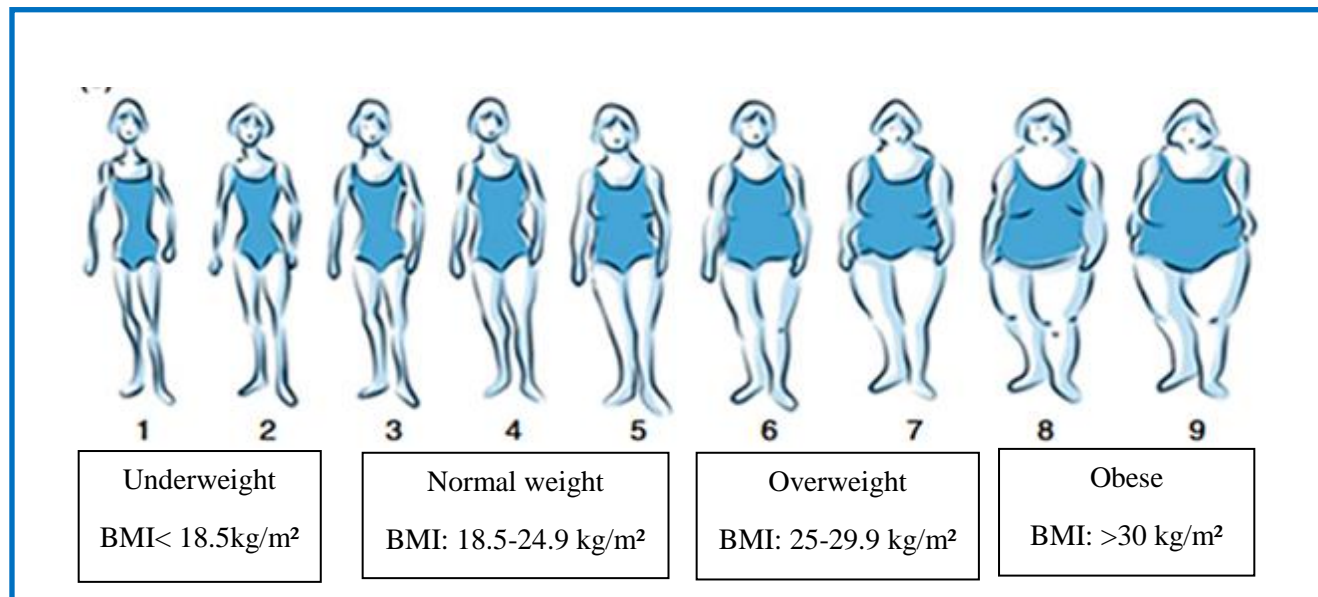 1 2 3 4 5 6 7 8 9
Underweight
BMI< 18.5kg/m²
Normal weight
BMI: 18.5-24.9 kg/m²
Overweight
BMI: 25-29.9 kg/m²
Obese
BMI: >30 kg/m²